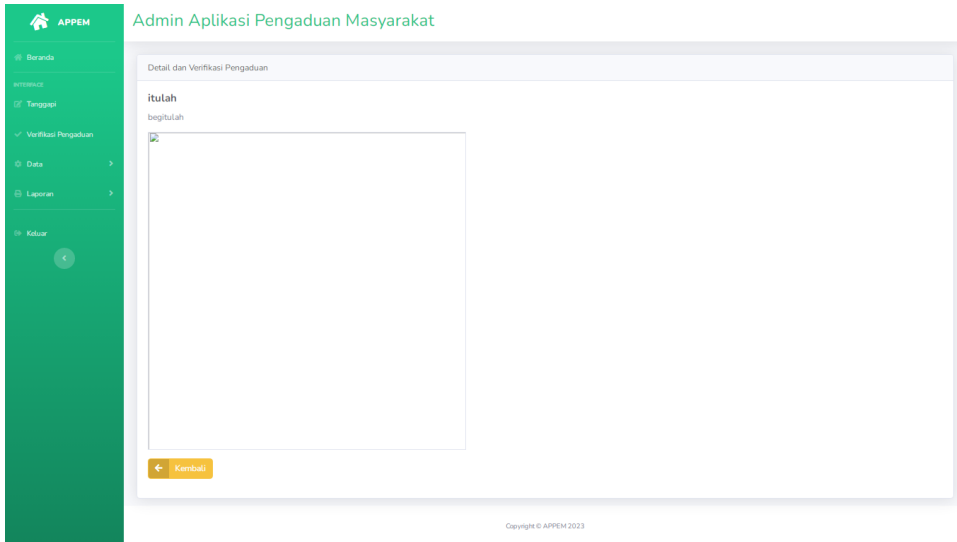 APPEM
Admin Aplikasi Pengaduan Masyarakat
Beranda
INTERFACE
Tanggapi
Verifikasi Pengaduan
Data
Laporan
Keluar
Detail dan Verifikasi Pengaduan
itulah
begitulah
Kembali
Copyright © APPEM 2023